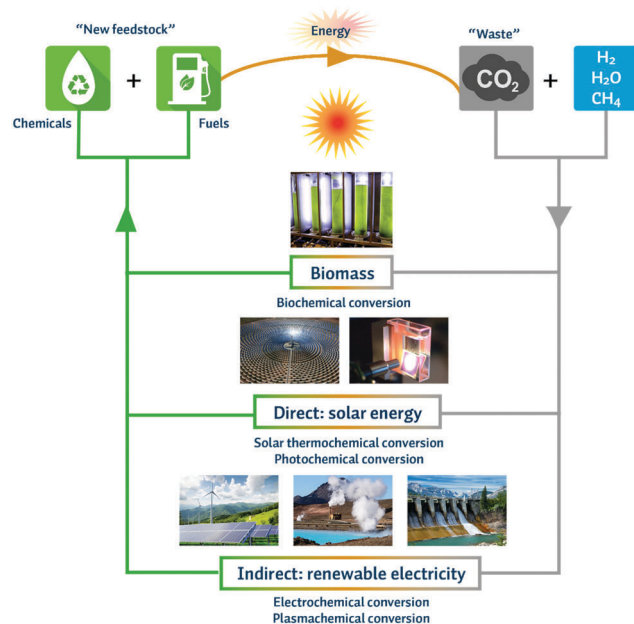 "New feedstock"
Energy
"Waste"
CO₂
H₂
H₂O
CH₄
+
+
Chemicals
Fuels
Biomass
Biochemical conversion
Direct: solar energy
Solar thermochemical conversion
Photochemical conversion
Indirect: renewable electricity
Electrochemical conversion
Plasmachemical conversion